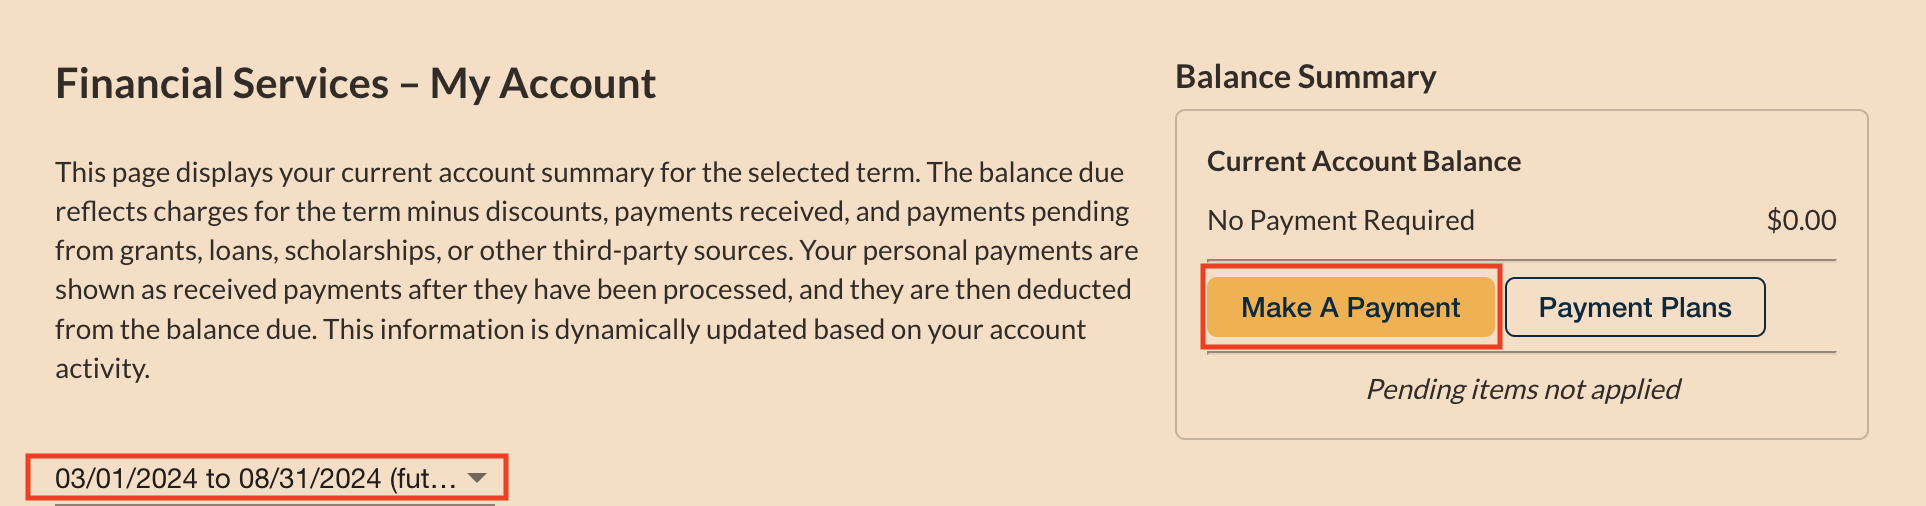 Financial Services – My Account
This page displays your current account summary for the selected term. The balance due
reflects charges for the term minus discounts, payments received, and payments pending
from grants, loans, scholarships, or other third-party sources. Your personal payments are
shown as received payments after they have been processed, and they are then deducted
from the balance due. This information is dynamically updated based on your account
activity.
03/01/2024 to 08/31/2024 (fut...
Balance Summary
Current Account Balance
No Payment Required $0.00
Make A Payment Payment Plans
Pending items not applied